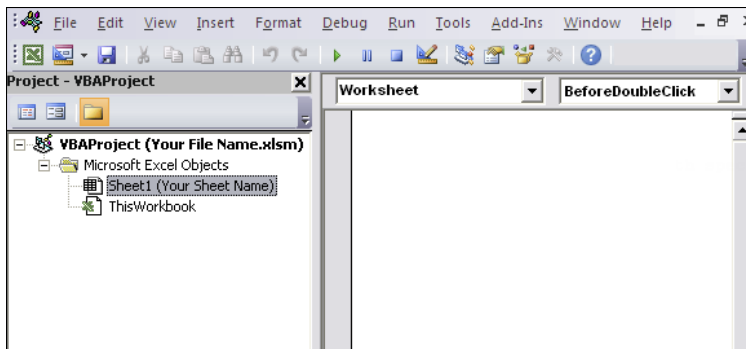 File Edit View Insert Format Debug Run Tools Add-Ins Window Help
Project - VBAProject
Worksheet BeforeDoubleClick
VBAProject (Your File Name.xlsm)
Microsoft Excel Objects
Sheet1 (Your Sheet Name)
ThisWorkbook